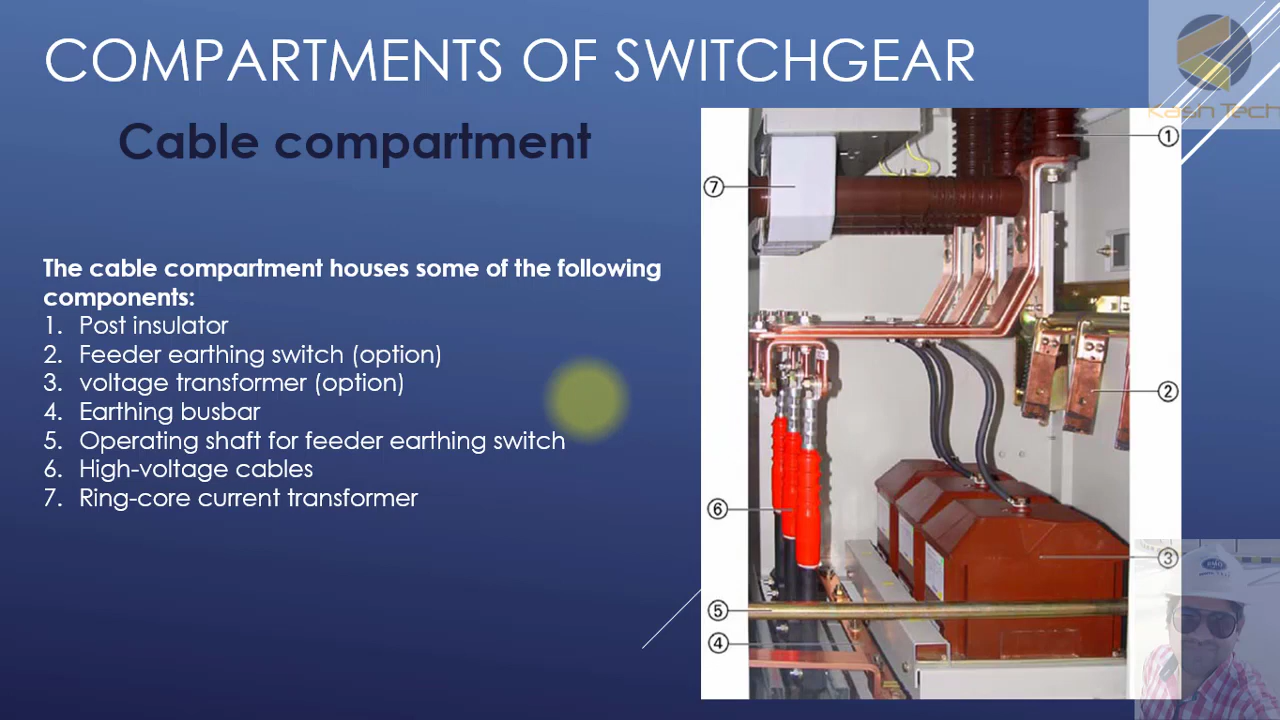 COMPARTMENTS OF SWITCHGEAR
Kash Tech
Cable compartment
The cable compartment houses some of the following
components:
1. Post insulator
2. Feeder earthing switch (option)
3. voltage transformer (option)
4. Earthing busbar
5. Operating shaft for feeder earthing switch
6. High-voltage cables
7. Ring-core current transformer
1
7
2
6
3
5
4